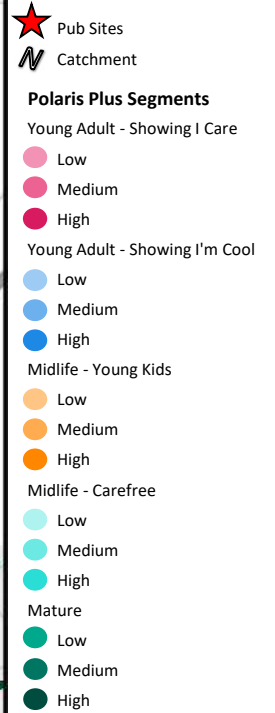 Pub Sites
Catchment
Polaris Plus Segments
Young Adult - Showing I Care
Low
Medium
High
Young Adult - Showing I'm Cool
Low
Medium
High
Midlife - Young Kids
Low
Medium
High
Midlife - Carefree
Low
Medium
High
Mature
Low
Medium
High